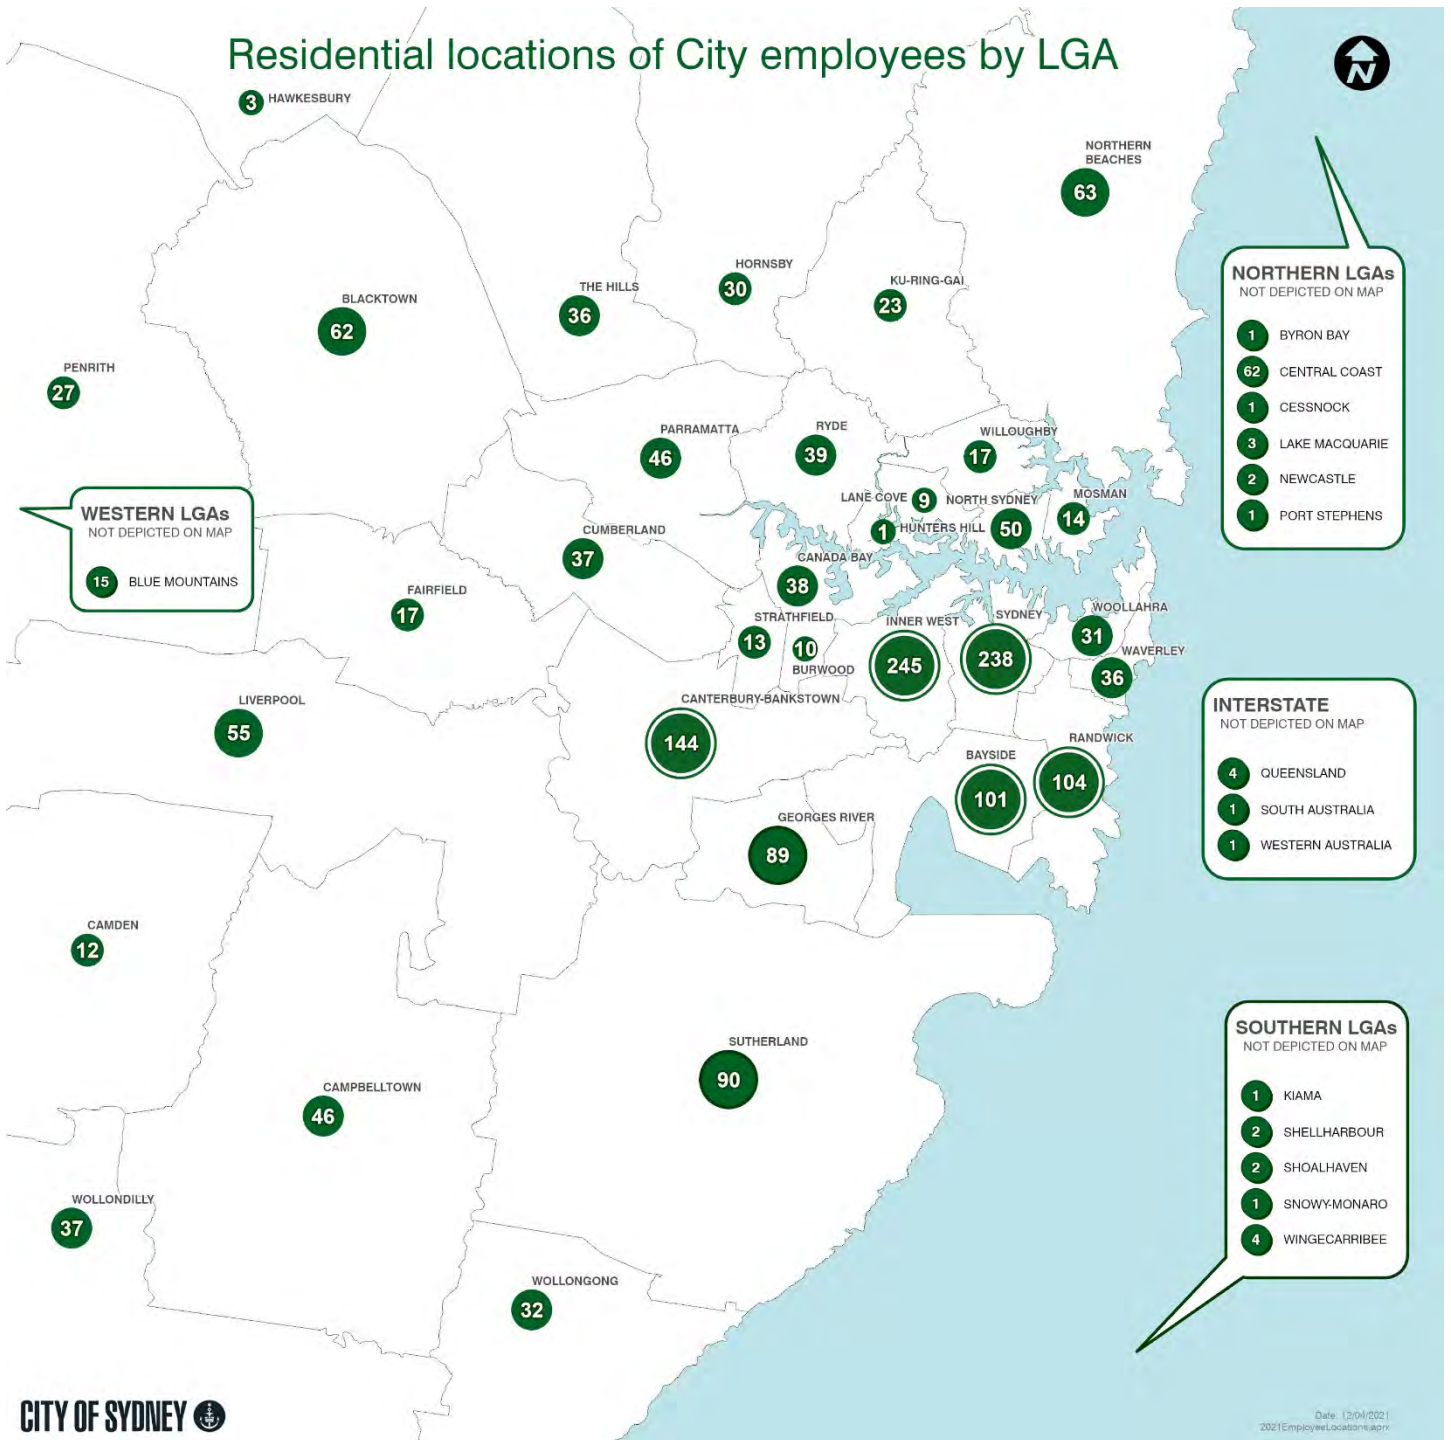 Residential locations of City employees by LGA
N
3 HAWKESBURY
NORTHERN
BEACHES
63
HORNSBY
30
KU-RING-GAI
23
THE HILLS
36
BLACKTOWN
62
PENRITH
27
PARRAMATTA
46
RYDE
39
WILLOUGHBY
17
LANE COVE 9
NORTH SYDNEY
50
MOSMAN
14
1 HUNTERS HILL
CUMBERLAND
37
CANADA BAY
38
FAIRFIELD
17
STRATHFIELD
13
10
BURWOOD
INNER WEST
245
SYDNEY
238
WOOLLAHRA
31
WAVERLEY
36
LIVERPOOL
55
CANTERBURY-BANKSTOWN
144
BAYSIDE
101
RANDWICK
104
GEORGES RIVER
89
CAMDEN
12
SUTHERLAND
90
CAMPBELLTOWN
46
WOLLONDILLY
37
WOLLONGONG
32
WESTERN LGAs
NOT DEPICTED ON MAP
15 BLUE MOUNTAINS
NORTHERN LGAs
NOT DEPICTED ON MAP
1 BYRON BAY
62 CENTRAL COAST
1 CESSNOCK
3 LAKE MACQUARIE
2 NEWCASTLE
1 PORT STEPHENS
INTERSTATE
NOT DEPICTED ON MAP
4 QUEENSLAND
1 SOUTH AUSTRALIA
1 WESTERN AUSTRALIA
SOUTHERN LGAs
NOT DEPICTED ON MAP
1 KIAMA
2 SHELLHARBOUR
2 SHOALHAVEN
1 SNOWY-MONARO
4 WINGECARRIBEE
CITY OF SYDNEY
Date: 12/04/2021
2021EmployeeLocations.aprx